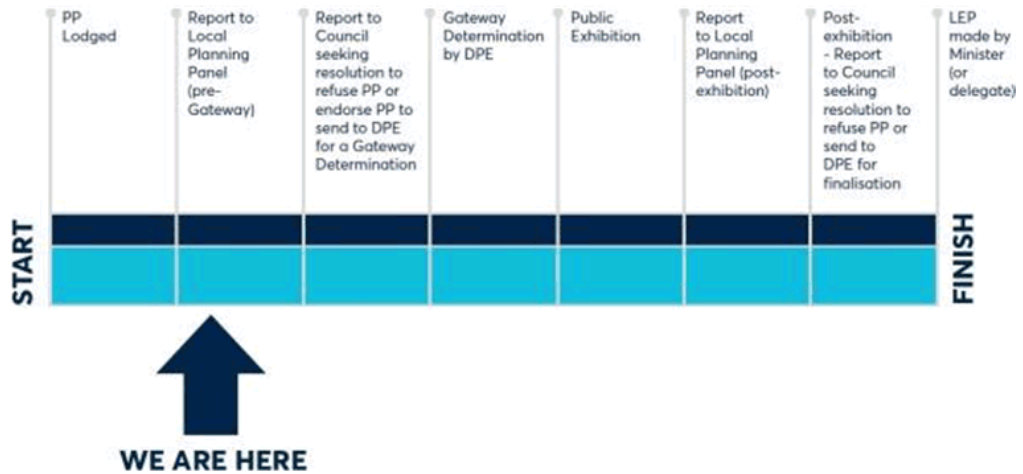 PP
Lodged
Report to
Local
Planning
Panel
(pre-
Gateway)
Report to
Council
seeking
resolution to
refuse PP or
endorse PP to
send to DPE
for a Gateway
Determination
Gateway
Determination
by DPE
Public
Exhibition
Report
to Local
Planning
Panel (post-
exhibition)
Post-
exhibition
- Report
to Council
seeking
resolution to
refuse PP or
send to
DPE for
finalisation
LEP
made by
Minister
(or
delegate)
START
FINISH
WE ARE HERE